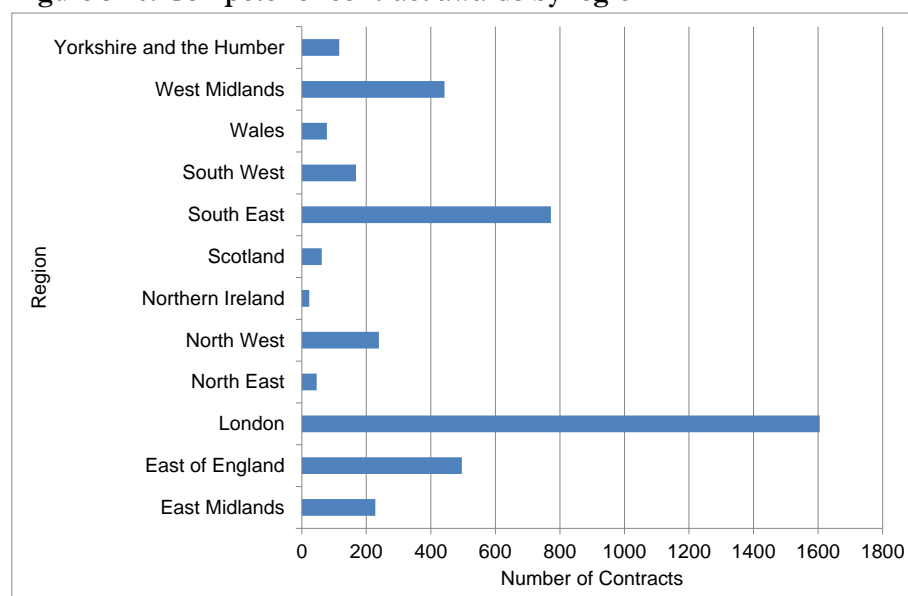 Yorkshire and the Humber
West Midlands
Wales
South West
South East
Scotland
Northern Ireland
North West
North East
London
East of England
East Midlands
Region
0 200 400 600 800 1000 1200 1400 1600 1800
Number of Contracts